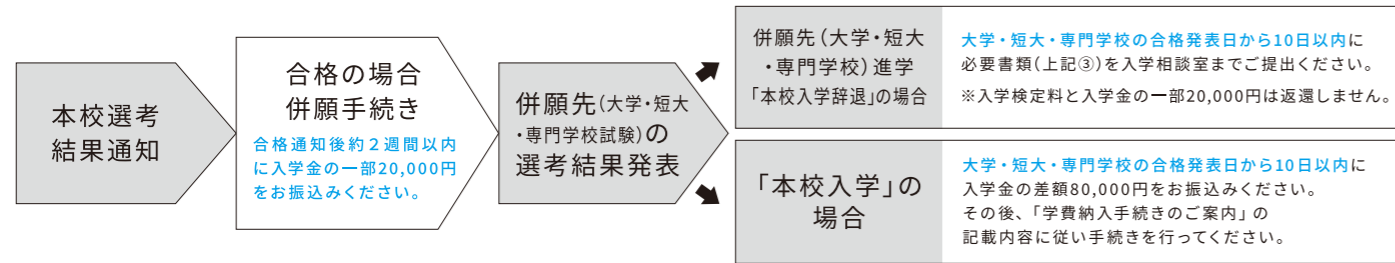 本校選考
結果通知
合格の場合
併願手続き
合格通知後約2週間以内
に入学金の一部20,000円
をお振込みください。
併願先(大学・短大
・専門学校試験)の
選考結果発表
併願先(大学・短大
・専門学校)進学
「本校入学辞退」の場合
大学・短大・専門学校の合格発表日から10日以内に
必要書類(上記③)を入学相談室までご提出ください。
※入学検定料と入学金の一部20,000円は返還しません。
「本校入学」の
場合
大学・短大・専門学校の合格発表日から10日以内に
入学金の差額80,000円をお振込みください。
その後、「学費納入手続きのご案内」の
記載内容に従い手続きを行ってください。